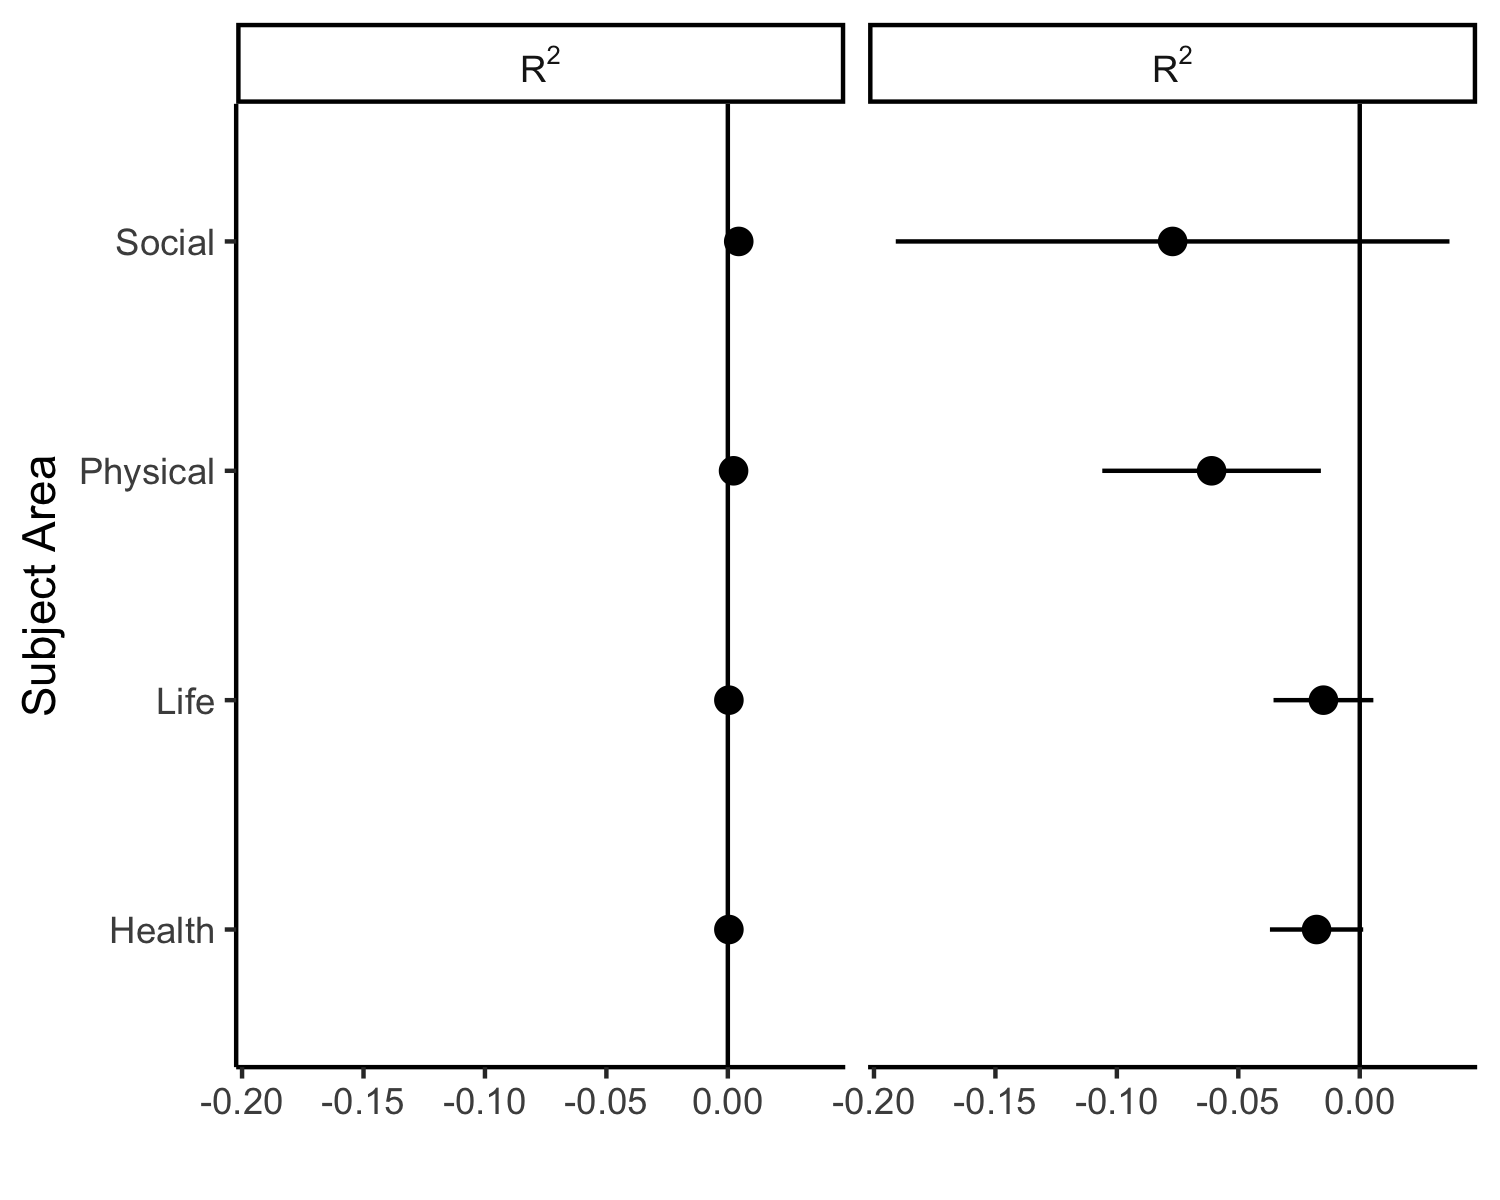 R² R²
Social
Physical
Life
Health
Subject Area
-0.20 -0.15 -0.10 -0.05 0.00 -0.20 -0.15 -0.10 -0.05 0.00